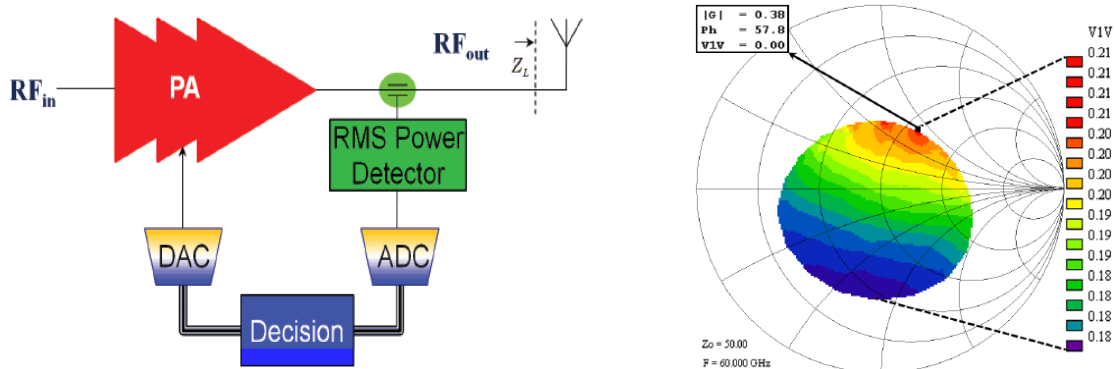 RFin
PA
RFout
ZL
RMS Power
Detector
DAC
ADC
Decision
|G| = 0.38
Ph = 57.8
V1V = 0.00
V1V
0.21
0.21
0.21
0.21
0.20
0.20
0.20
0.20
0.19
0.19
0.19
0.18
0.18
0.18
0.18
Zo = 50.00
F = 60.000 GHz